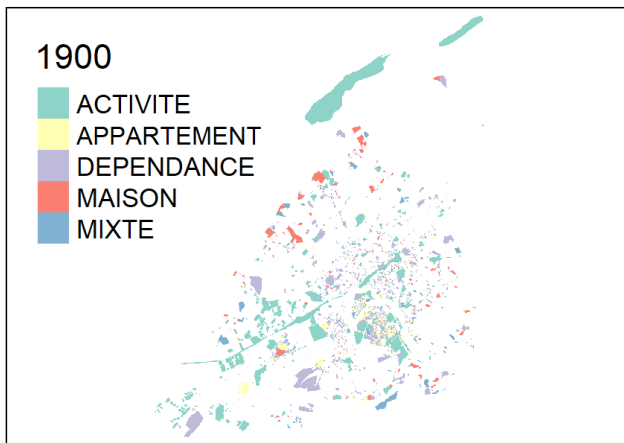 1900
ACTIVITE
APPARTEMENT
DEPENDANCE
MAISON
MIXTE